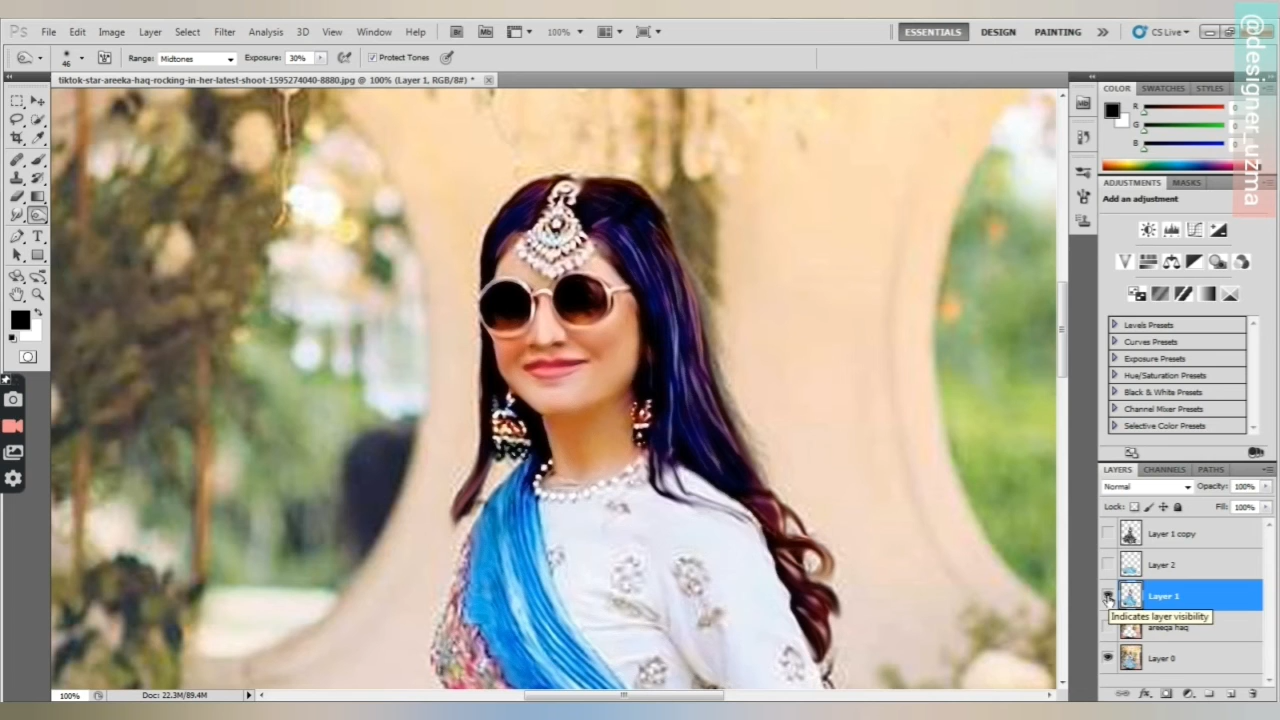 Ps File Edit Image Layer Select Filter Analysis 3D View Window Help Br Mb 100% ESSENTIALS DESIGN PAINTING CS Live
46 Range: Midtones Exposure: 30% Protect Tones
tiktok-star-areeka-haq-rocking-in-her-latest-shoot-1595274040-8880.jpg @ 100% (Layer 1, RGB/8#) *
@designer_uzma
COLOR SWATCHES STYLES
Mb
R
G
B
ADJUSTMENTS MASKS
Add an adjustment
Levels Presets
Curves Presets
Exposure Presets
Hue/Saturation Presets
Black & White Presets
Channel Mixer Presets
Selective Color Presets
LAYERS CHANNELS PATHS
Normal Opacity: 100%
Lock: Fill: 100%
Layer 1 copy
Layer 2
Layer 1
Indicates layer visibility
areeqa haq
Layer 0
100% Doc: 22.3M/89.4M